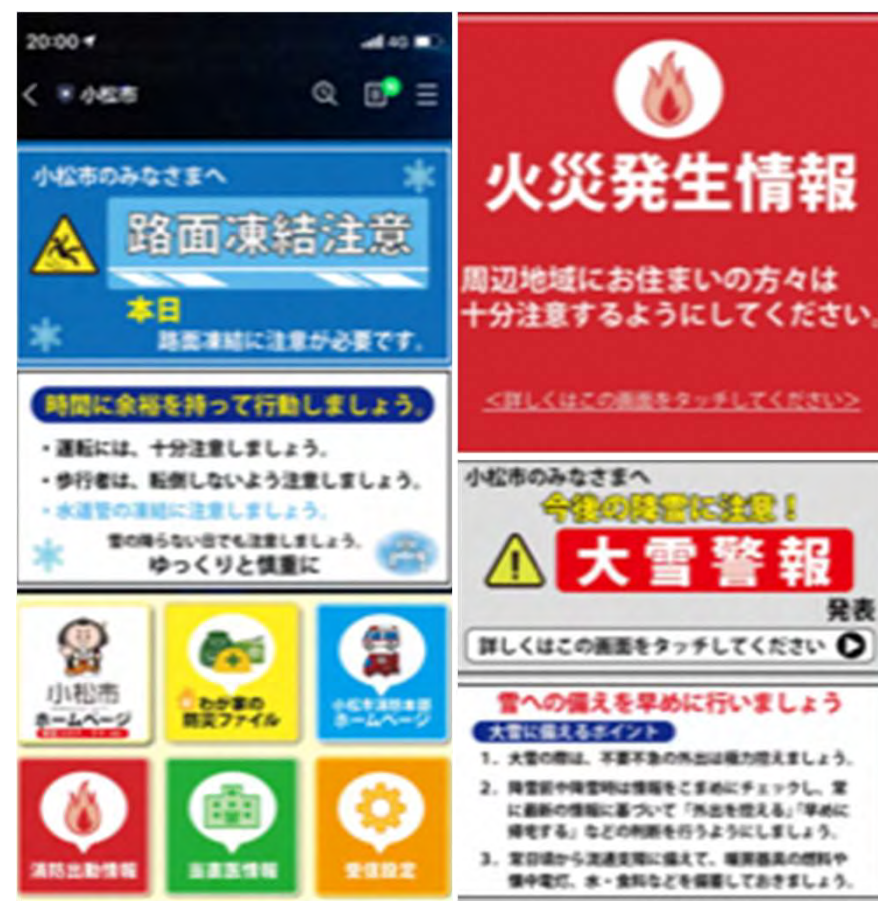 20:00
4G
小松市
小松市のみなさまへ
路面凍結注意
本日
路面凍結に注意が必要です。
時間に余裕を持って行動しましょう。
・運転には、十分注意しましょう。
・歩行者は、転倒しないよう注意しましょう。
・水道管の凍結に注意しましょう。
雪の降らない日でも注意しましょう。
ゆっくりと慎重に
小松市
ホームページ
わが家の
防災ファイル
小松市消防本部
ホームページ
消防出動情報
当直医情報
受信設定
火災発生情報
周辺地域にお住まいの方々は
十分注意するようにしてください。
<詳しくはこの画面をタッチしてください>
小松市のみなさまへ
今後の降雪に注意！
大雪警報
発表
詳しくはこの画面をタッチしてください
雪への備えを早めに行いましょう
大雪に備えるポイント
1. 大雪の際は、不要不急の外出は極力控えましょう。
2. 降雪前や降雪時は情報をこまめにチェックし、常
に最新の情報に基づいて「外出を控える」「早めに
帰宅する」などの判断を行うようにしましょう。
3. 常日頃から流通支障に備えて、暖房器具の燃料や
懐中電灯、水・食料などを備蓄しておきましょう。